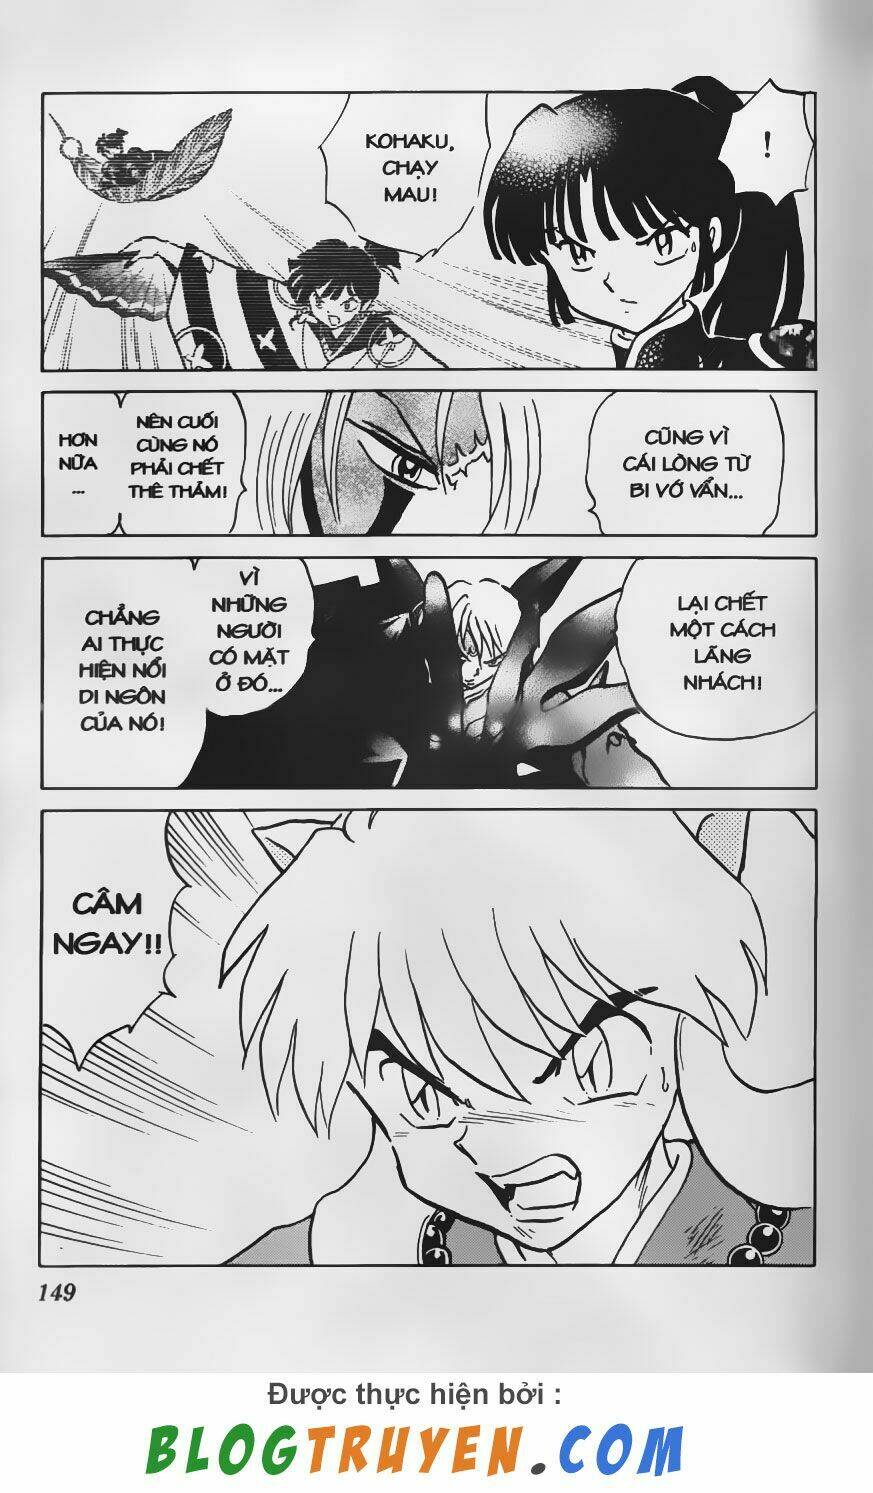 !
KOHAKU,
CHẠY
MAU!
CŨNG VÌ
CÁI LÒNG TỪ
BI VỚ VẨN...
NÊN CUỐI
CÙNG NÓ
PHẢI CHẾT
THÊ THẢM!
HƠN
NỮA
...
LẠI CHẾT
MỘT CÁCH
LÃNG
NHÁCH!
VÌ
NHỮNG
NGƯỜI
CÓ MẶT
Ở ĐÓ...
CHẲNG
AI THỰC
HIỆN NỔI
DI NGÔN
CỦA NÓ!
CÂM
NGAY!!
149
Được thực hiện bởi :
BLOGTRUYEN.COM